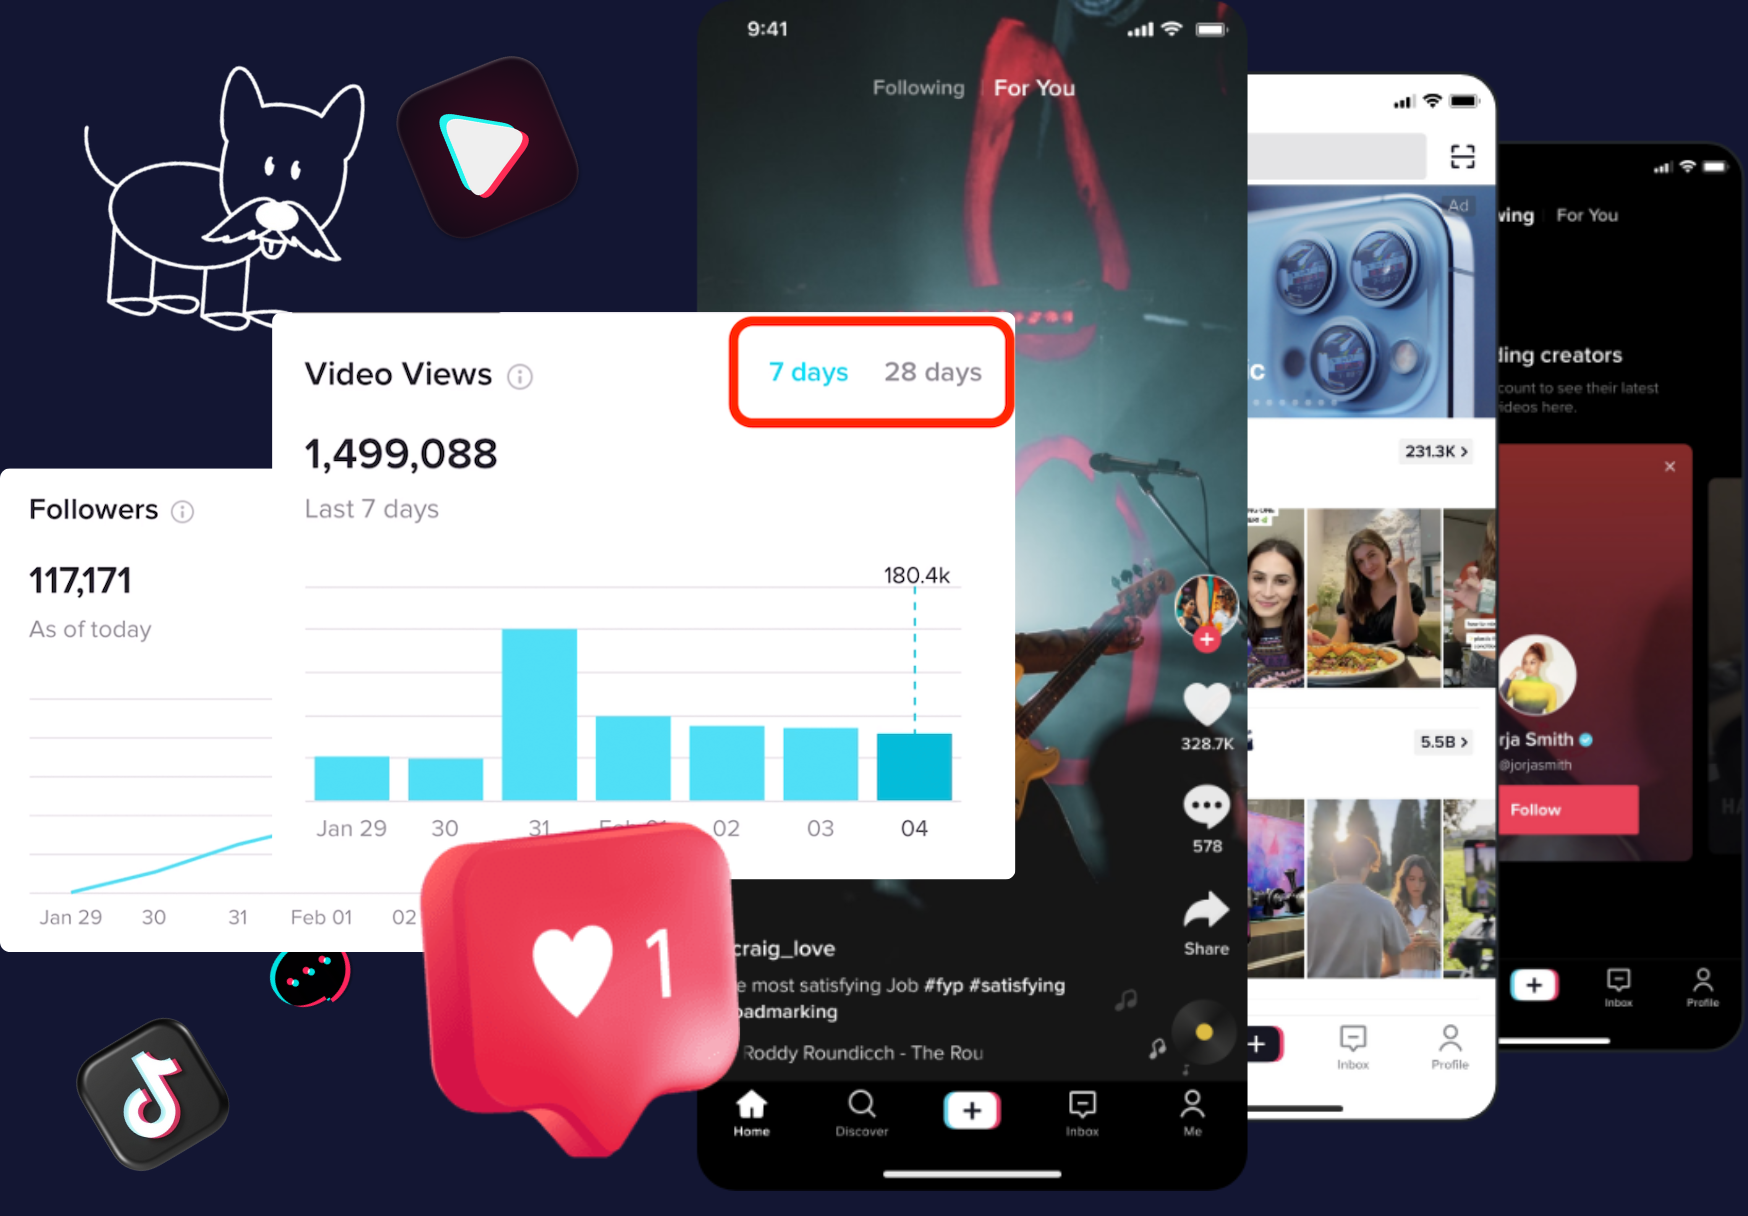 9:41
Following
For You
Ad
c
231.3K >
5.5B >
wing
For You
ding creators
count to see their latest
videos here.
rja Smith
@jorjasmith
Follow
Inbox
Profile
Inbox
Profile
Video Views
7 days
28 days
1,499,088
Last 7 days
180.4k
Jan 29
30
31
Feb 01
02
03
04
Followers
117,171
As of today
Jan 29
30
31
Feb 01
02
1
328.7K
578
Share
craig_love
e most satisfying Job #fyp #satisfying
oadmarking
Roddy Roundicch - The Rou
Home
Discover
Inbox
Me